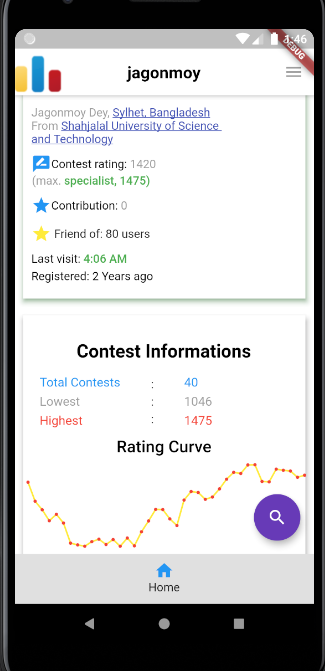 3:46
DEBUG
jagonmoy
Jagonmoy Dey, Sylhet, Bangladesh
From Shahjalal University of Science
and Technology
Contest rating: 1420
(max. specialist, 1475)
Contribution: 0
Friend of: 80 users
Last visit: 4:06 AM
Registered: 2 Years ago
Contest Informations
Total Contests : 40
Lowest : 1046
Highest : 1475
Rating Curve
Home